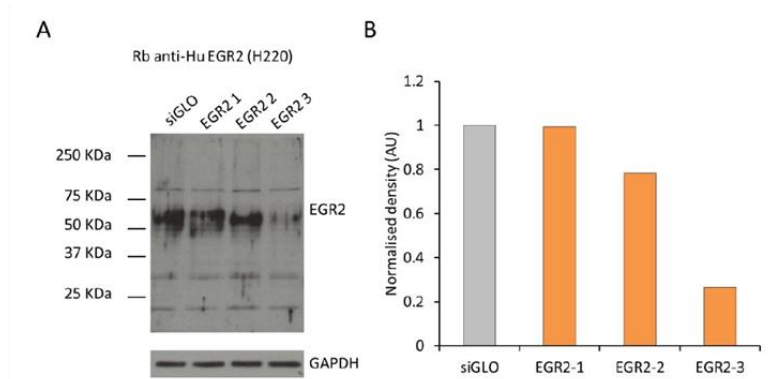 A
Rb anti-Hu EGR2 (H220)
siGLO
EGR2 1
EGR2 2
EGR2 3
250 KDa
75 KDa
50 KDa
37 KDa
25 KDa
EGR2
GAPDH
B
Normalised density (AU)
1.2
1
0.8
0.6
0.4
0.2
0
siGLO
EGR2-1
EGR2-2
EGR2-3